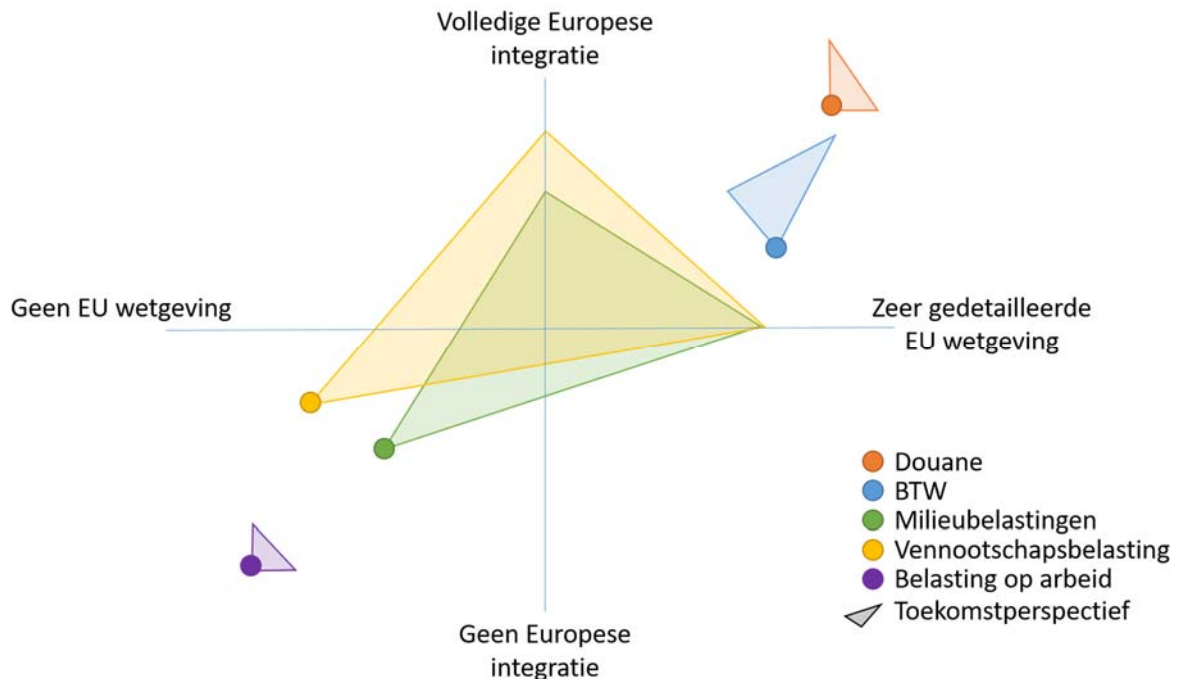 Volledige Europese
integratie
Geen EU wetgeving
Zeer gedetailleerde
EU wetgeving
Douane
BTW
Milieubelastingen
Vennootschapsbelasting
Belasting op arbeid
Toekomstperspectief
Geen Europese
integratie